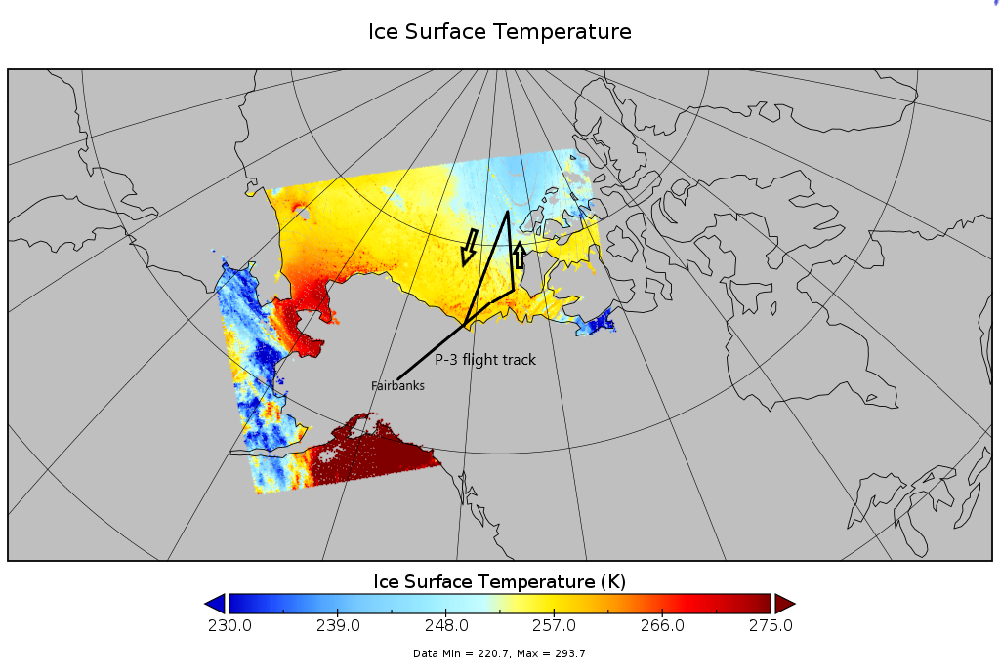 Ice Surface Temperature
P-3 flight track
Fairbanks
Ice Surface Temperature (K)
230.0 239.0 248.0 257.0 266.0 275.0
Data Min = 220.7, Max = 293.7